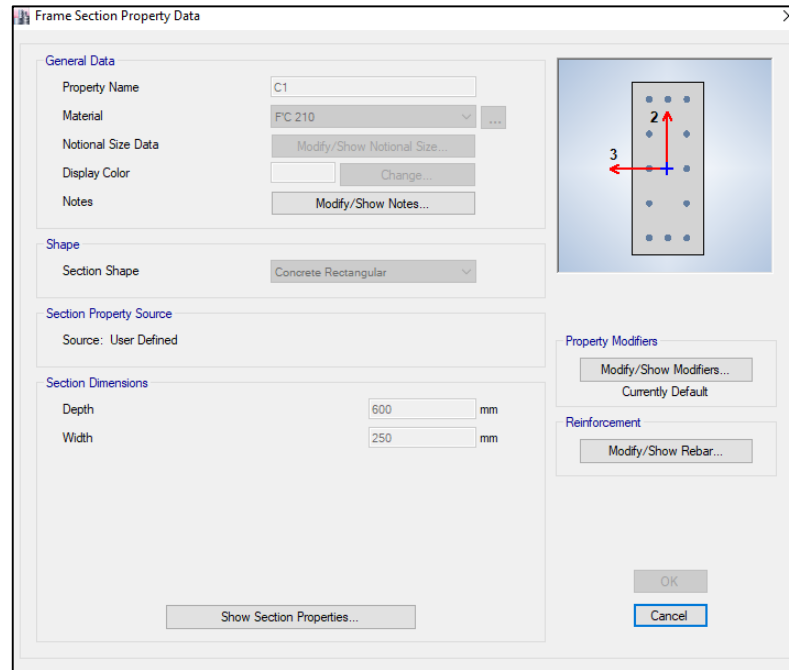 Frame Section Property Data
General Data
Property Name C1
Material F'C 210 ...
Notional Size Data Modify/Show Notional Size...
Display Color Change...
Notes Modify/Show Notes...
Shape
Section Shape Concrete Rectangular
Section Property Source
Source: User Defined
Section Dimensions
Depth 600 mm
Width 250 mm
Show Section Properties...
2
3
Property Modifiers
Modify/Show Modifiers...
Currently Default
Reinforcement
Modify/Show Rebar...
OK
Cancel